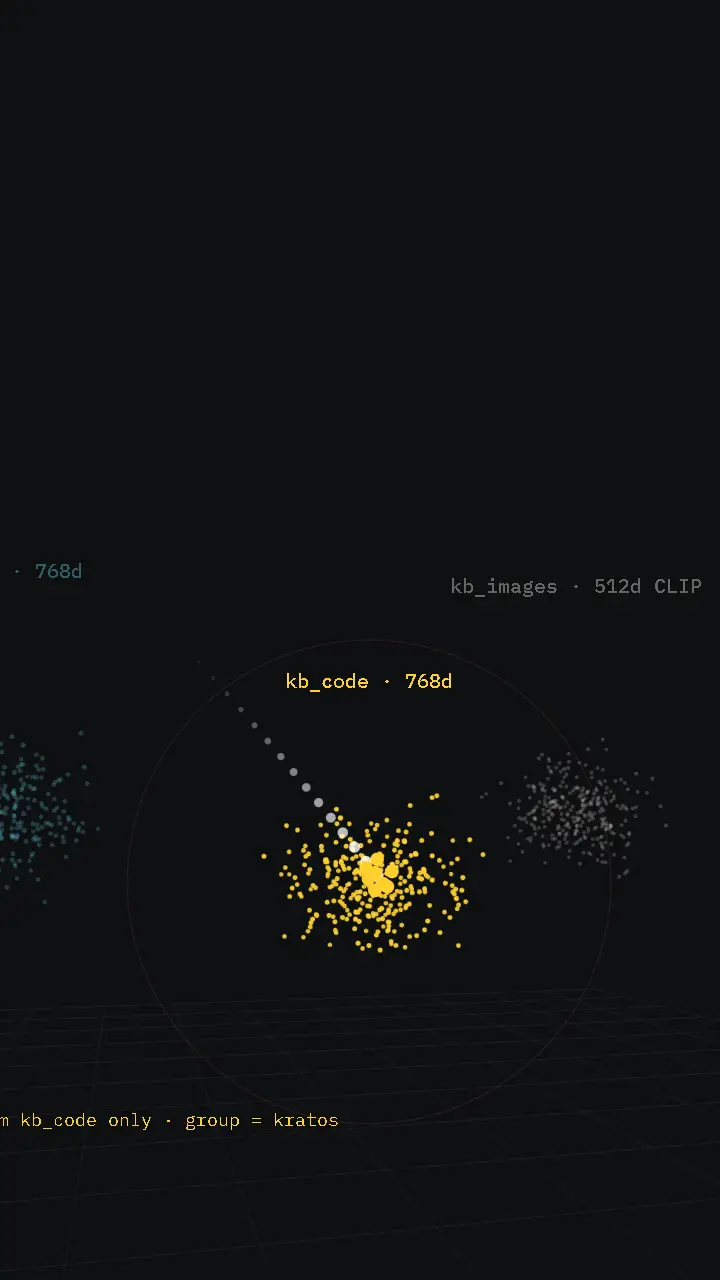 · 768d
kb_images · 512d CLIP
kb_code · 768d
kb_code only · group = kratos